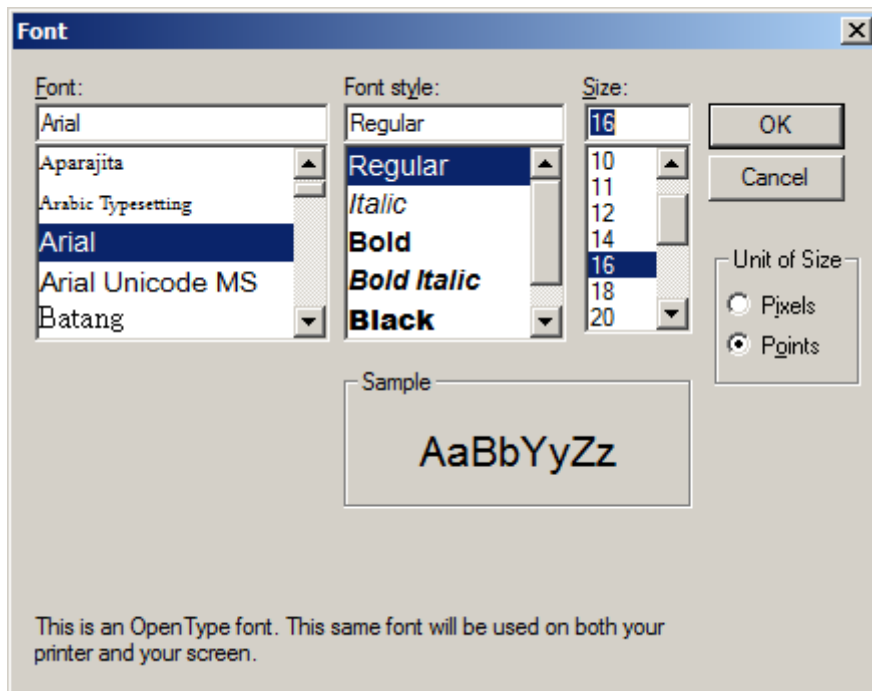 Font
Font:
Arial
Aparajita
Arabic Typesetting
Arial
Arial Unicode MS
Batang
Font style:
Regular
Regular
Italic
Bold
Bold Italic
Black
Size:
16
10
11
12
14
16
18
20
OK
Cancel
Unit of Size
Pixels
Points
Sample
AaBbYyZz
This is an OpenType font. This same font will be used on both your
printer and your screen.